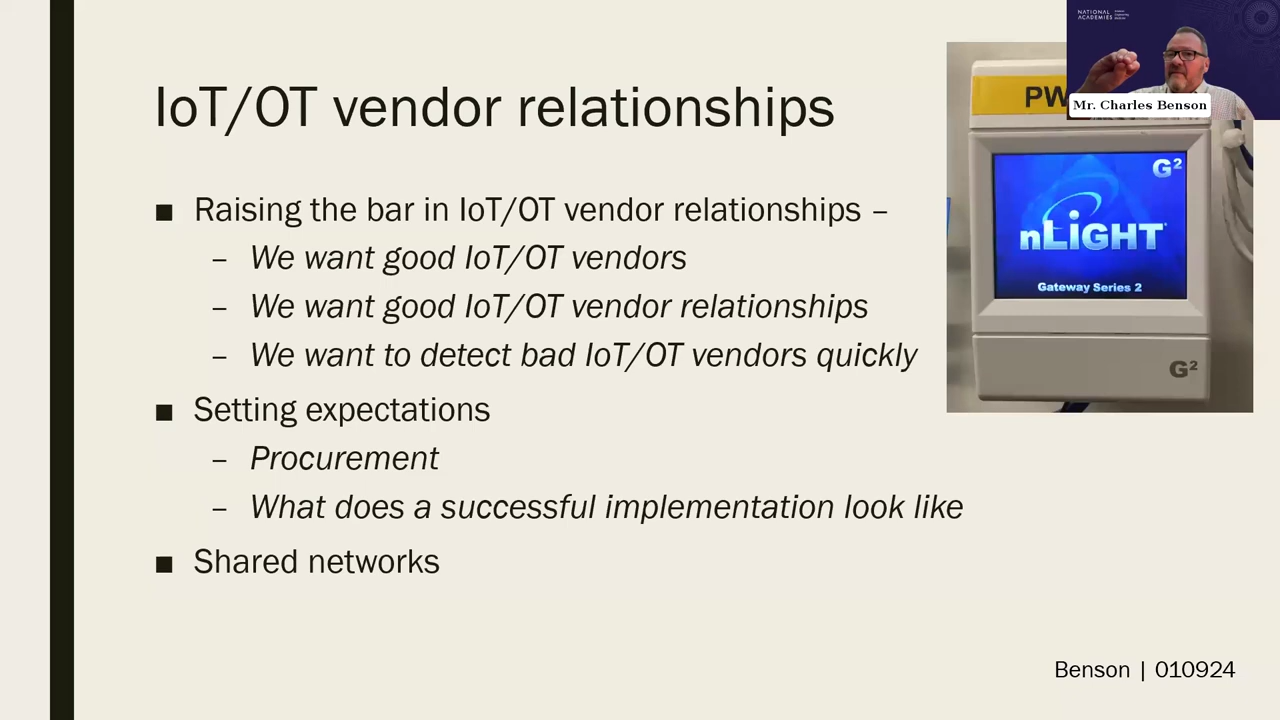 NATIONAL
ACADEMIES
Mr. Charles Benson
IoT/OT vendor relationships
■ Raising the bar in IoT/OT vendor relationships –
– We want good IoT/OT vendors
– We want good IoT/OT vendor relationships
– We want to detect bad IoT/OT vendors quickly
■ Setting expectations
– Procurement
– What does a successful implementation look like
■ Shared networks
PW
G²
nLIGHT
Gateway Series 2
G²
Benson | 010924